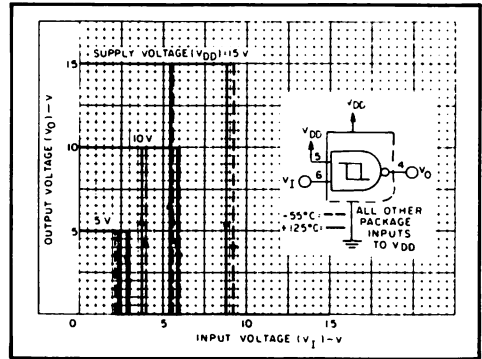 SUPPLY VOLTAGE (VDD)=15 V
15
10 V
10
5 V
5
0
5
10
15
OUTPUT VOLTAGE (VO)–V
INPUT VOLTAGE (VI)–V
VDD
VDD
5
6
4
VI
VO
-55°C:
+125°C:
ALL OTHER
PACKAGE
INPUTS
TO VDD